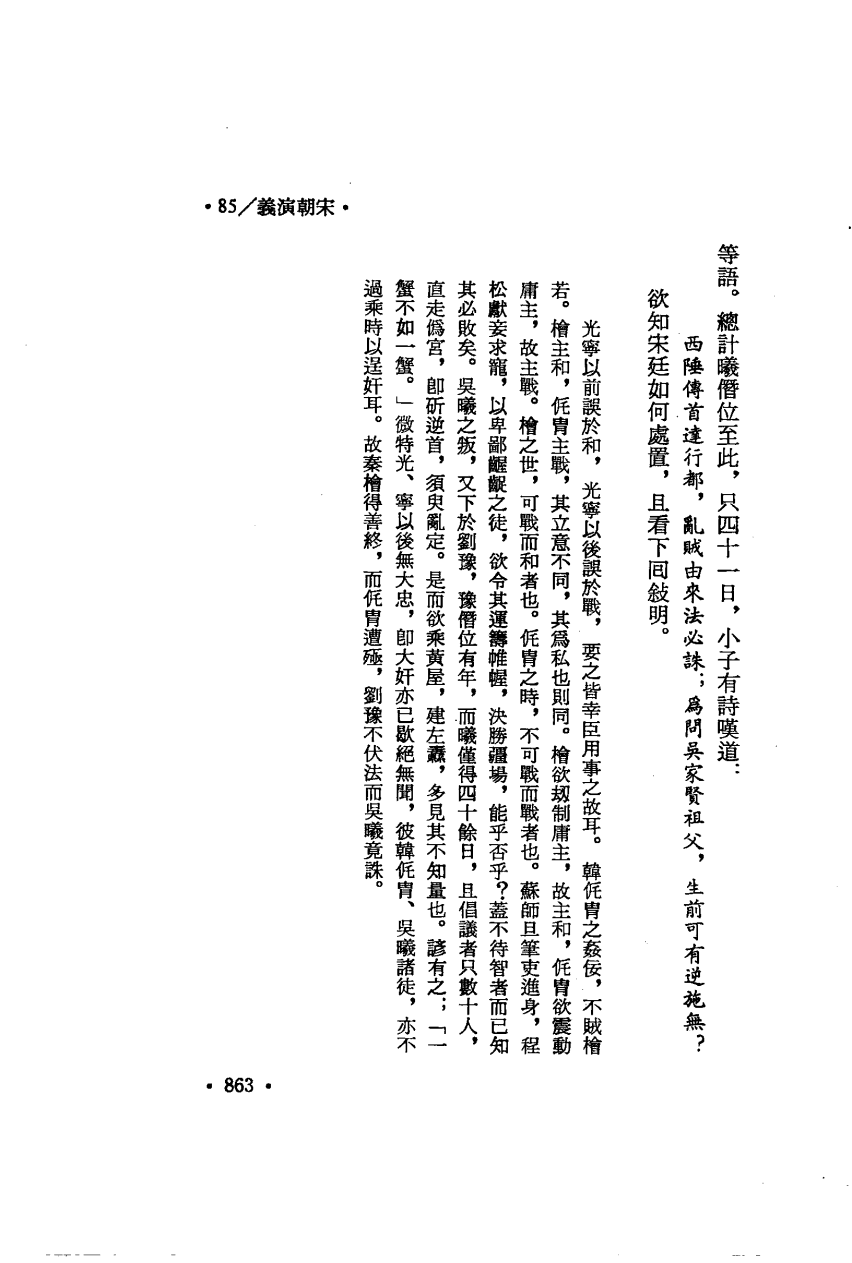 •85／義演朝宋•
等語。總計曦僭位至此，只四十一日，小子有詩嘆道：
西陲傳首達行都，亂賊由來法必誅；爲問吳家賢祖父，生前可有逆施無？
欲知宋廷如何處置，且看下囘敍明。
光寧以前誤於和，光寧以後誤於戰，要之皆幸臣用事之故耳。韓侂冑之姦佞，不賊檜
若。檜主和，侂冑主戰，其立意不同，其爲私也則同。檜欲刼制庸主，故主和，侂冑欲震動
庸主，故主戰。檜之世，可戰而和者也。侂冑之時，不可戰而戰者也。蘇師旦筆吏進身，程
松獻妾求寵，以卑鄙齷齪之徒，欲令其運籌帷幄，決勝疆場，能乎否乎？蓋不待智者而已知
其必敗矣。吳曦之叛，又下於劉豫，豫僭位有年，而曦僅得四十餘日，且倡議者只數十人，
直走僞宮，卽斫逆首，須臾亂定。是而欲乘黃屋，建左纛，多見其不知量也。諺有之；「一
蟹不如一蟹。」微特光、寧以後無大忠，卽大奸亦已歇絕無聞，彼韓侂冑、吳曦諸徒，亦不
過乘時以逞奸耳。故秦檜得善終，而侂冑遭殛，劉豫不伏法而吳曦竟誅。
•863•